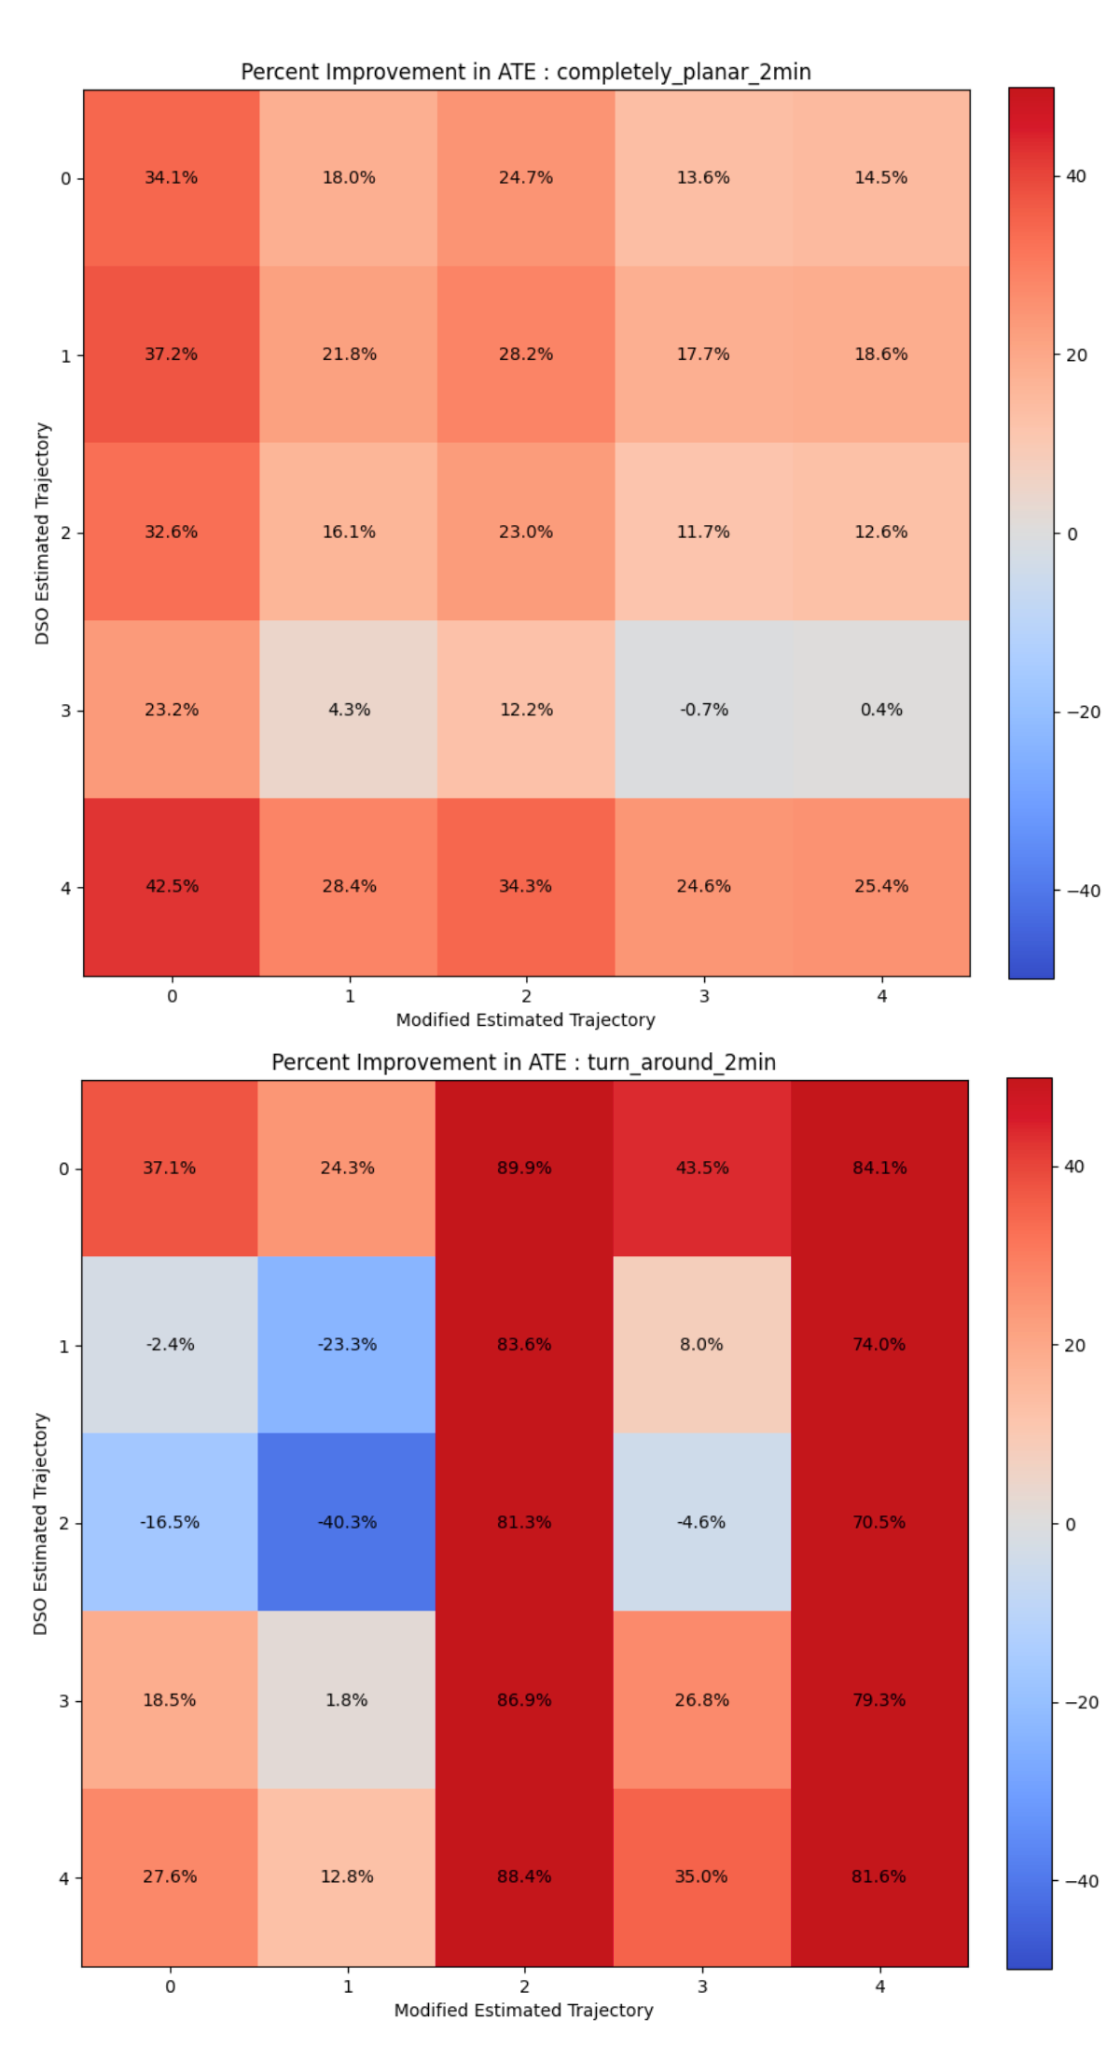 Percent Improvement in ATE : completely_planar_2min
34.1% 18.0% 24.7% 13.6% 14.5%
37.2% 21.8% 28.2% 17.7% 18.6%
32.6% 16.1% 23.0% 11.7% 12.6%
23.2% 4.3% 12.2% -0.7% 0.4%
42.5% 28.4% 34.3% 24.6% 25.4%
0
1
2
3
4
DSO Estimated Trajectory
0 1 2 3 4
Modified Estimated Trajectory
40
20
0
−20
−40
Percent Improvement in ATE : turn_around_2min
37.1% 24.3% 89.9% 43.5% 84.1%
-2.4% -23.3% 83.6% 8.0% 74.0%
-16.5% -40.3% 81.3% -4.6% 70.5%
18.5% 1.8% 86.9% 26.8% 79.3%
27.6% 12.8% 88.4% 35.0% 81.6%
0
1
2
3
4
DSO Estimated Trajectory
0 1 2 3 4
Modified Estimated Trajectory
40
20
0
−20
−40